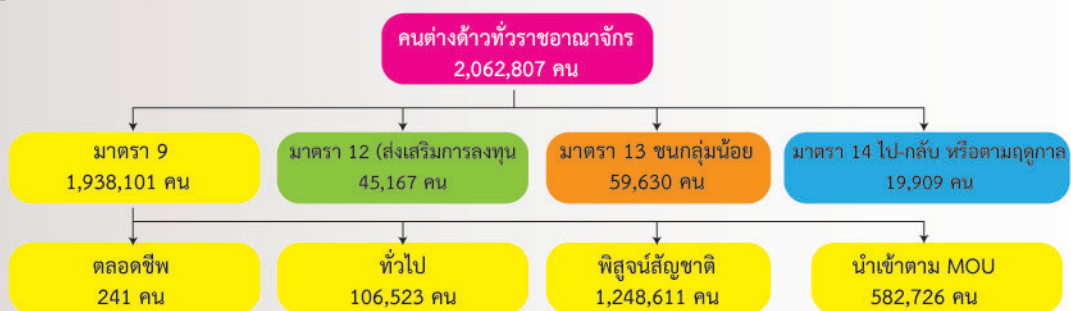 คนต่างด้าวทั่วราชอาณาจักร
2,062,807 คน
มาตรา 9
1,938,101 คน
มาตรา 12 (ส่งเสริมการลงทุน
45,167 คน
มาตรา 13 ชนกลุ่มน้อย
59,630 คน
มาตรา 14 ไป-กลับ หรือตามฤดูกาล
19,909 คน
ตลอดชีพ
241 คน
ทั่วไป
106,523 คน
พิสูจน์สัญชาติ
1,248,611 คน
นำเข้าตาม MOU
582,726 คน